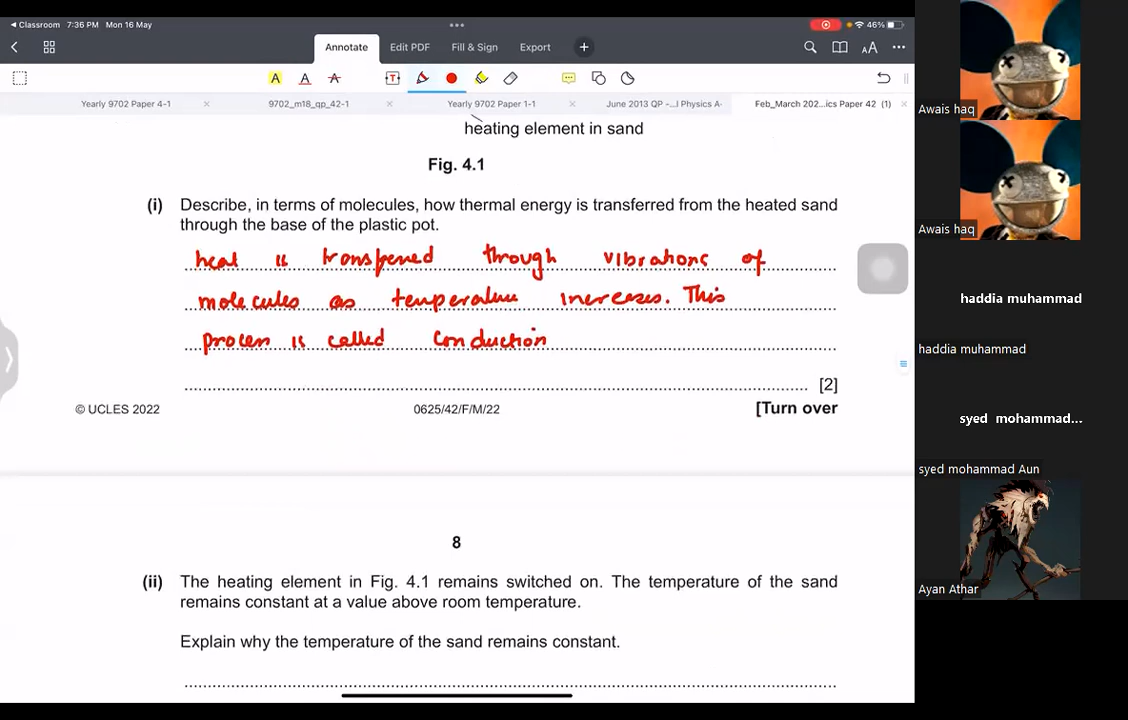 Classroom 7:36 PM Mon 16 May
46%
Annotate Edit PDF Fill & Sign Export
Yearly 9702 Paper 4-1 × 9702_m18_qp_42-1 × Yearly 9702 Paper 1-1 × June 2013 QP -...l Physics A- Feb_March 202...ics Paper 42 (1) ×
heating element in sand
Fig. 4.1
(i) Describe, in terms of molecules, how thermal energy is transferred from the heated sand
through the base of the plastic pot.
heat is transferred through vibrations of
molecules as temperature increases. This
process is called conduction
[2]
© UCLES 2022 0625/42/F/M/22 [Turn over
8
(ii) The heating element in Fig. 4.1 remains switched on. The temperature of the sand
remains constant at a value above room temperature.
Explain why the temperature of the sand remains constant.
Awais haq
Awais haq
haddia muhammad
haddia muhammad
syed mohammad...
syed mohammad Aun
Ayan Athar